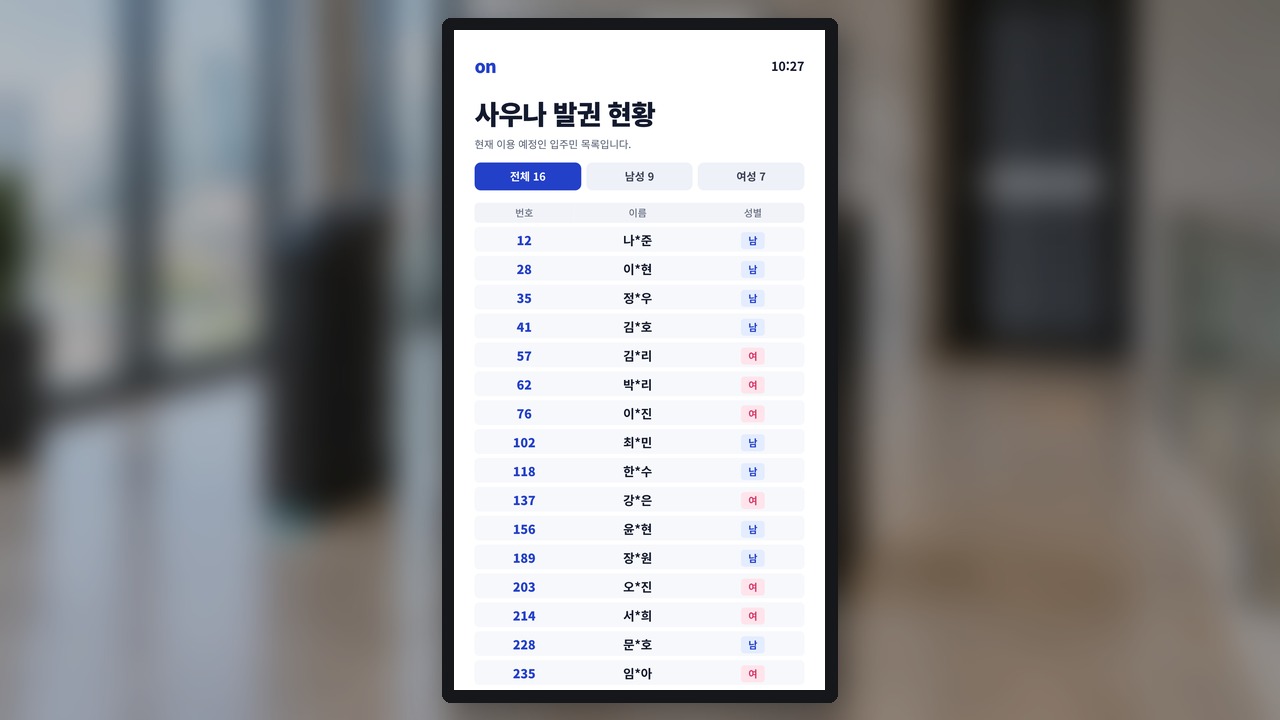 on
10:27
사우나 발권 현황
현재 이용 예정인 입주민 목록입니다.
전체 16 남성 9 여성 7
번호 이름 성별
12 나*준 남
28 이*현 남
35 정*우 남
41 김*호 남
57 김*리 여
62 박*리 여
76 이*진 여
102 최*민 남
118 한*수 남
137 강*은 여
156 윤*현 남
189 장*원 남
203 오*진 여
214 서*희 여
228 문*호 남
235 임*아 여